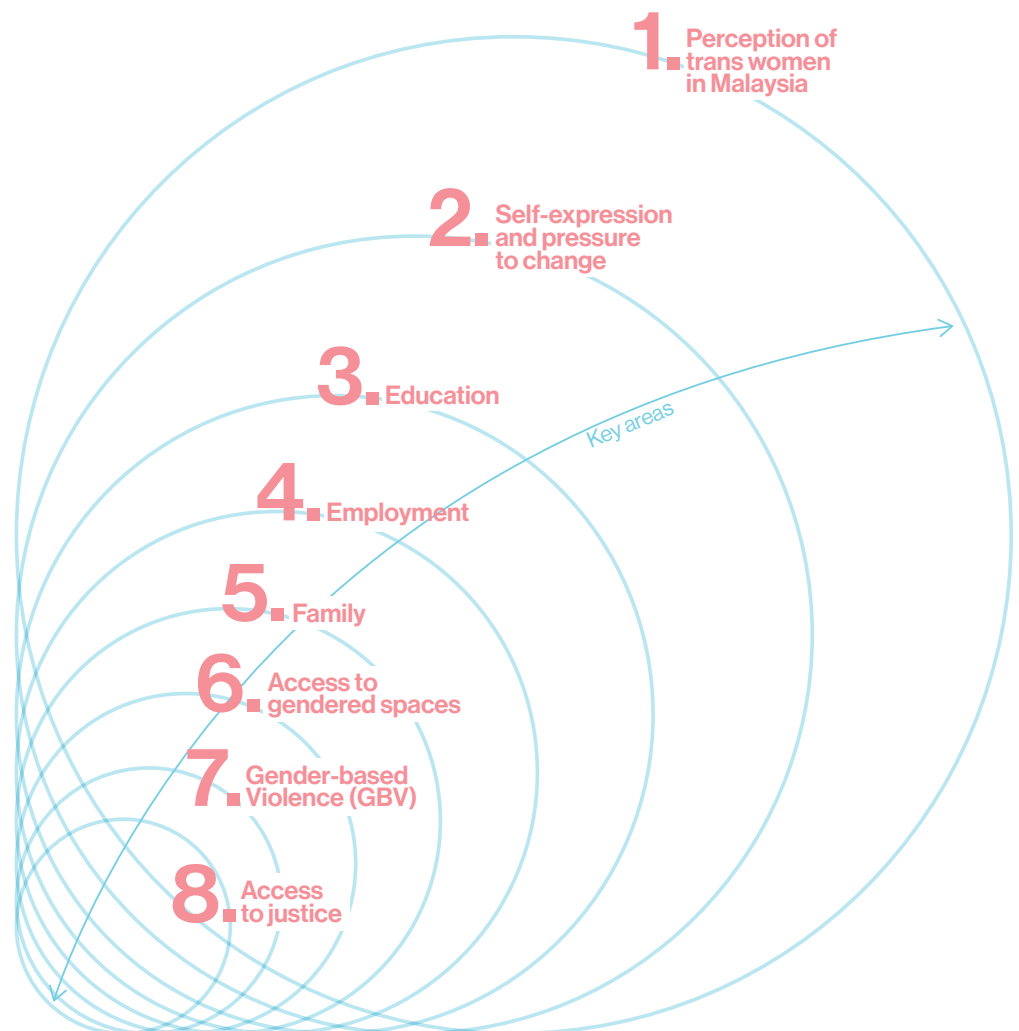 1. Perception of
trans women
in Malaysia
2. Self-expression
and pressure
to change
3. Education
Key areas
4. Employment
5. Family
6. Access to
gendered spaces
7. Gender-based
Violence (GBV)
8. Access
to justice